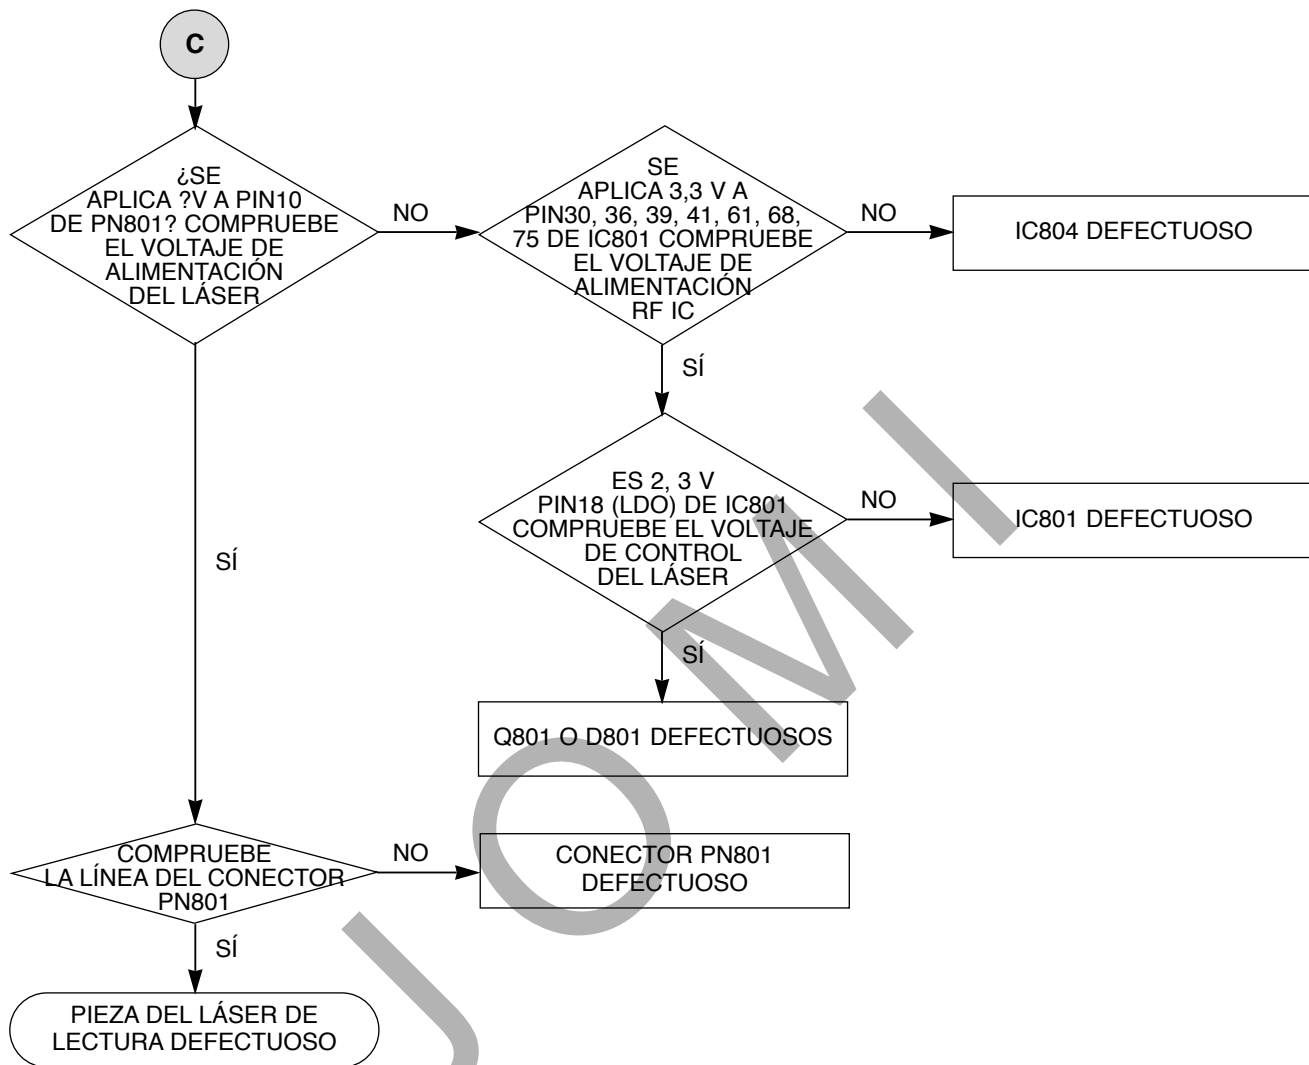 C
¿SE
APLICA ?V A PIN10
DE PN801? COMPRUEBE
EL VOLTAJE DE
ALIMENTACIÓN
DEL LÁSER
NO
SE
APLICA 3,3 V A
PIN30, 36, 39, 41, 61, 68,
75 DE IC801 COMPRUEBE
EL VOLTAJE DE
ALIMENTACIÓN
RF IC
NO
IC804 DEFECTUOSO
SÍ
ES 2, 3 V
PIN18 (LDO) DE IC801
COMPRUEBE EL VOLTAJE
DE CONTROL
DEL LÁSER
NO
IC801 DEFECTUOSO
SÍ
SÍ
Q801 O D801 DEFECTUOSOS
COMPRUEBE
LA LÍNEA DEL CONECTOR
PN801
NO
CONECTOR PN801
DEFECTUOSO
SÍ
PIEZA DEL LÁSER DE
LECTURA DEFECTUOSO
JOMI